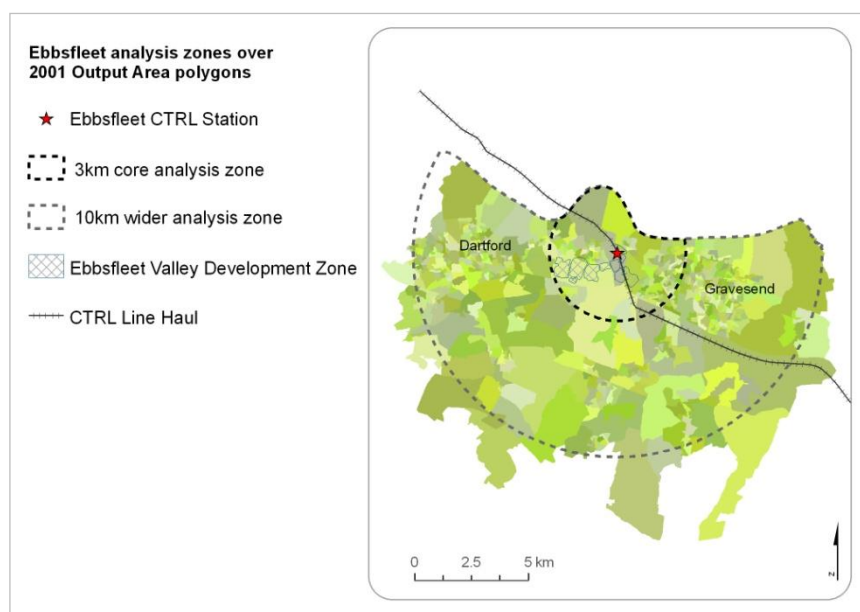 Ebbsfleet analysis zones over
2001 Output Area polygons
Ebbsfleet CTRL Station
3km core analysis zone
10km wider analysis zone
Ebbsfleet Valley Development Zone
CTRL Line Haul
Dartford
Gravesend
0 2.5 5 km
N